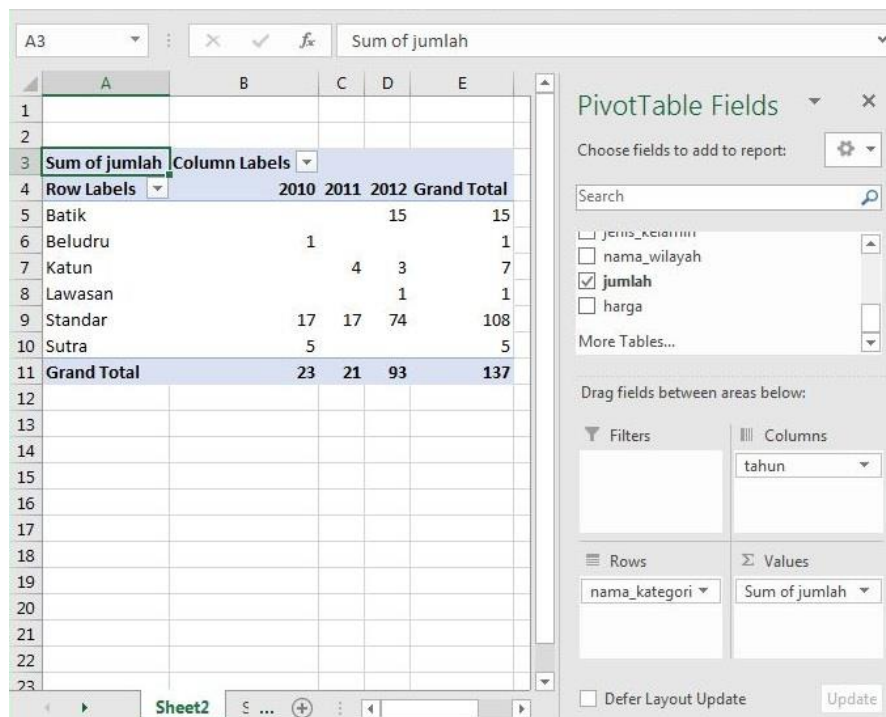 A3 fx Sum of jumlah
A B C D E
1
2
3 Sum of jumlah Column Labels
4 Row Labels 2010 2011 2012 Grand Total
5 Batik 15 15
6 Beludru 1 1
7 Katun 4 3 7
8 Lawasan 1 1
9 Standar 17 17 74 108
10 Sutra 5 5
11 Grand Total 23 21 93 137
12
13
14
15
16
17
18
19
20
21
22
23
Sheet2 S ...
PivotTable Fields
Choose fields to add to report:
Search
jenis_kelamin
nama_wilayah
jumlah
harga
More Tables...
Drag fields between areas below:
Filters Columns
tahun
Rows Σ Values
nama_kategori Sum of jumlah
Defer Layout Update Update